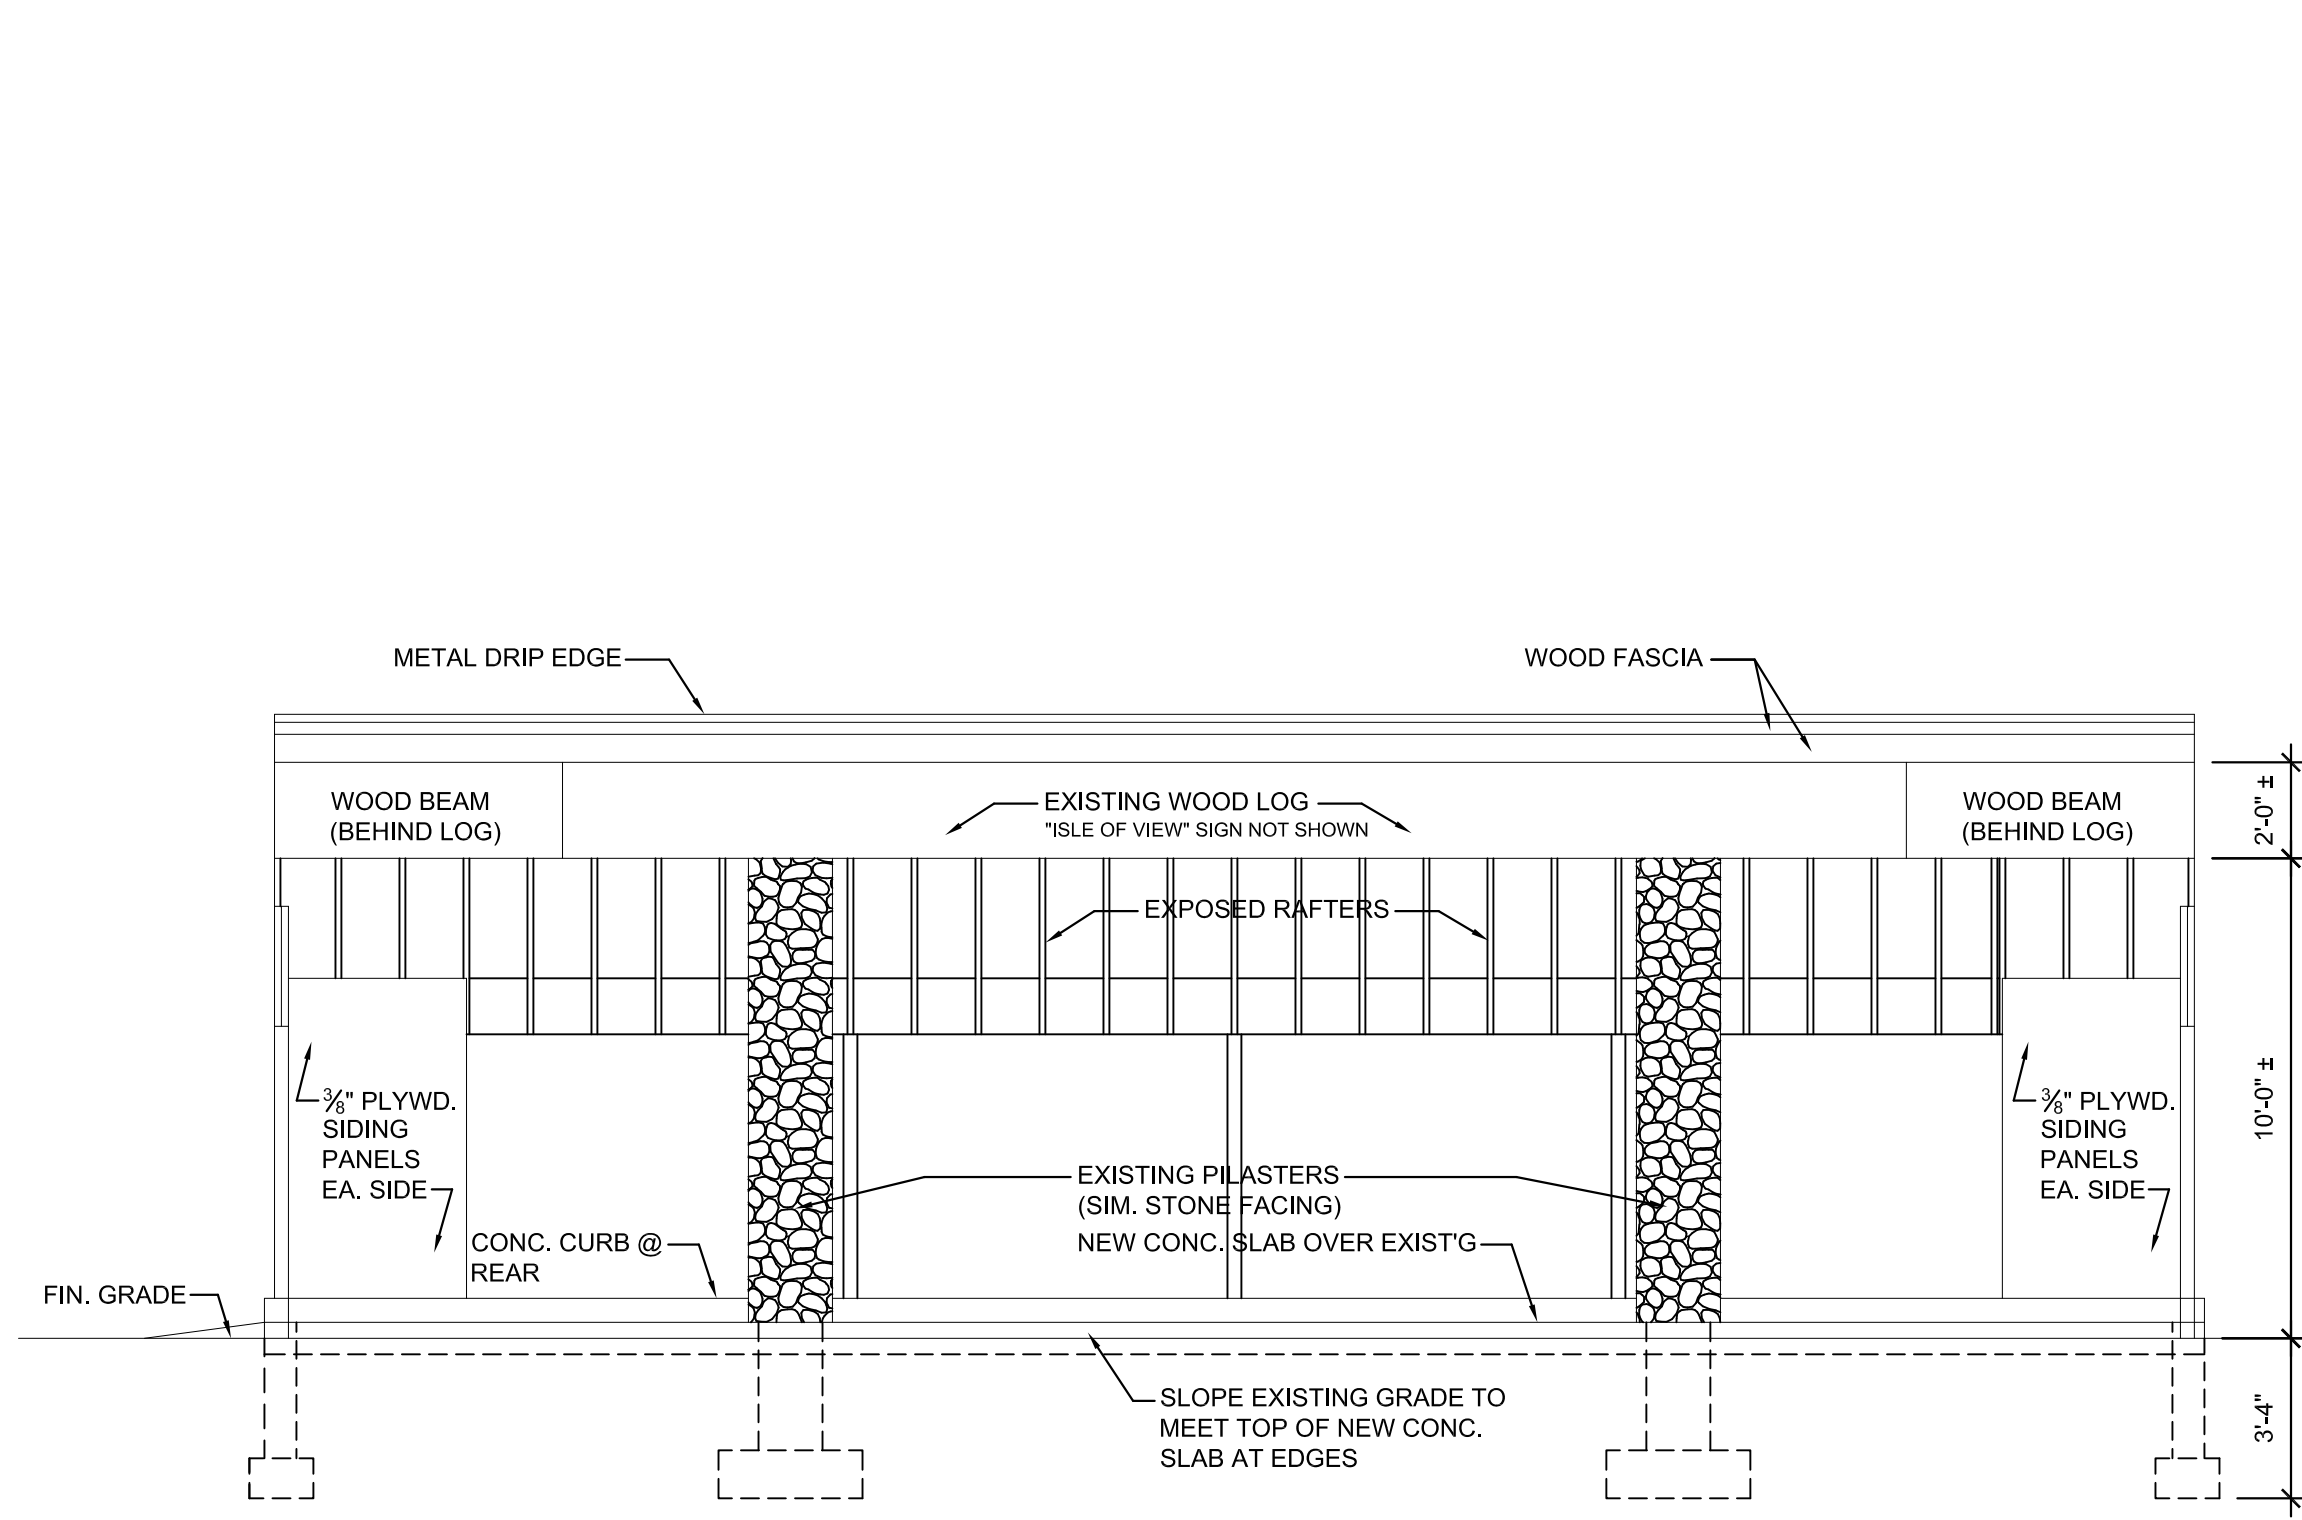 METAL DRIP EDGE
WOOD FASCIA
WOOD BEAM
(BEHIND LOG)
EXISTING WOOD LOG
"ISLE OF VIEW" SIGN NOT SHOWN
WOOD BEAM
(BEHIND LOG)
2'-0" ±
EXPOSED RAFTERS
10'-0" ±
⅜" PLYWD.
SIDING
PANELS
EA. SIDE
⅜" PLYWD.
SIDING
PANELS
EA. SIDE
EXISTING PILASTERS
(SIM. STONE FACING)
NEW CONC. SLAB OVER EXIST'G
CONC. CURB @
REAR
FIN. GRADE
SLOPE EXISTING GRADE TO
MEET TOP OF NEW CONC.
SLAB AT EDGES
3'-4"